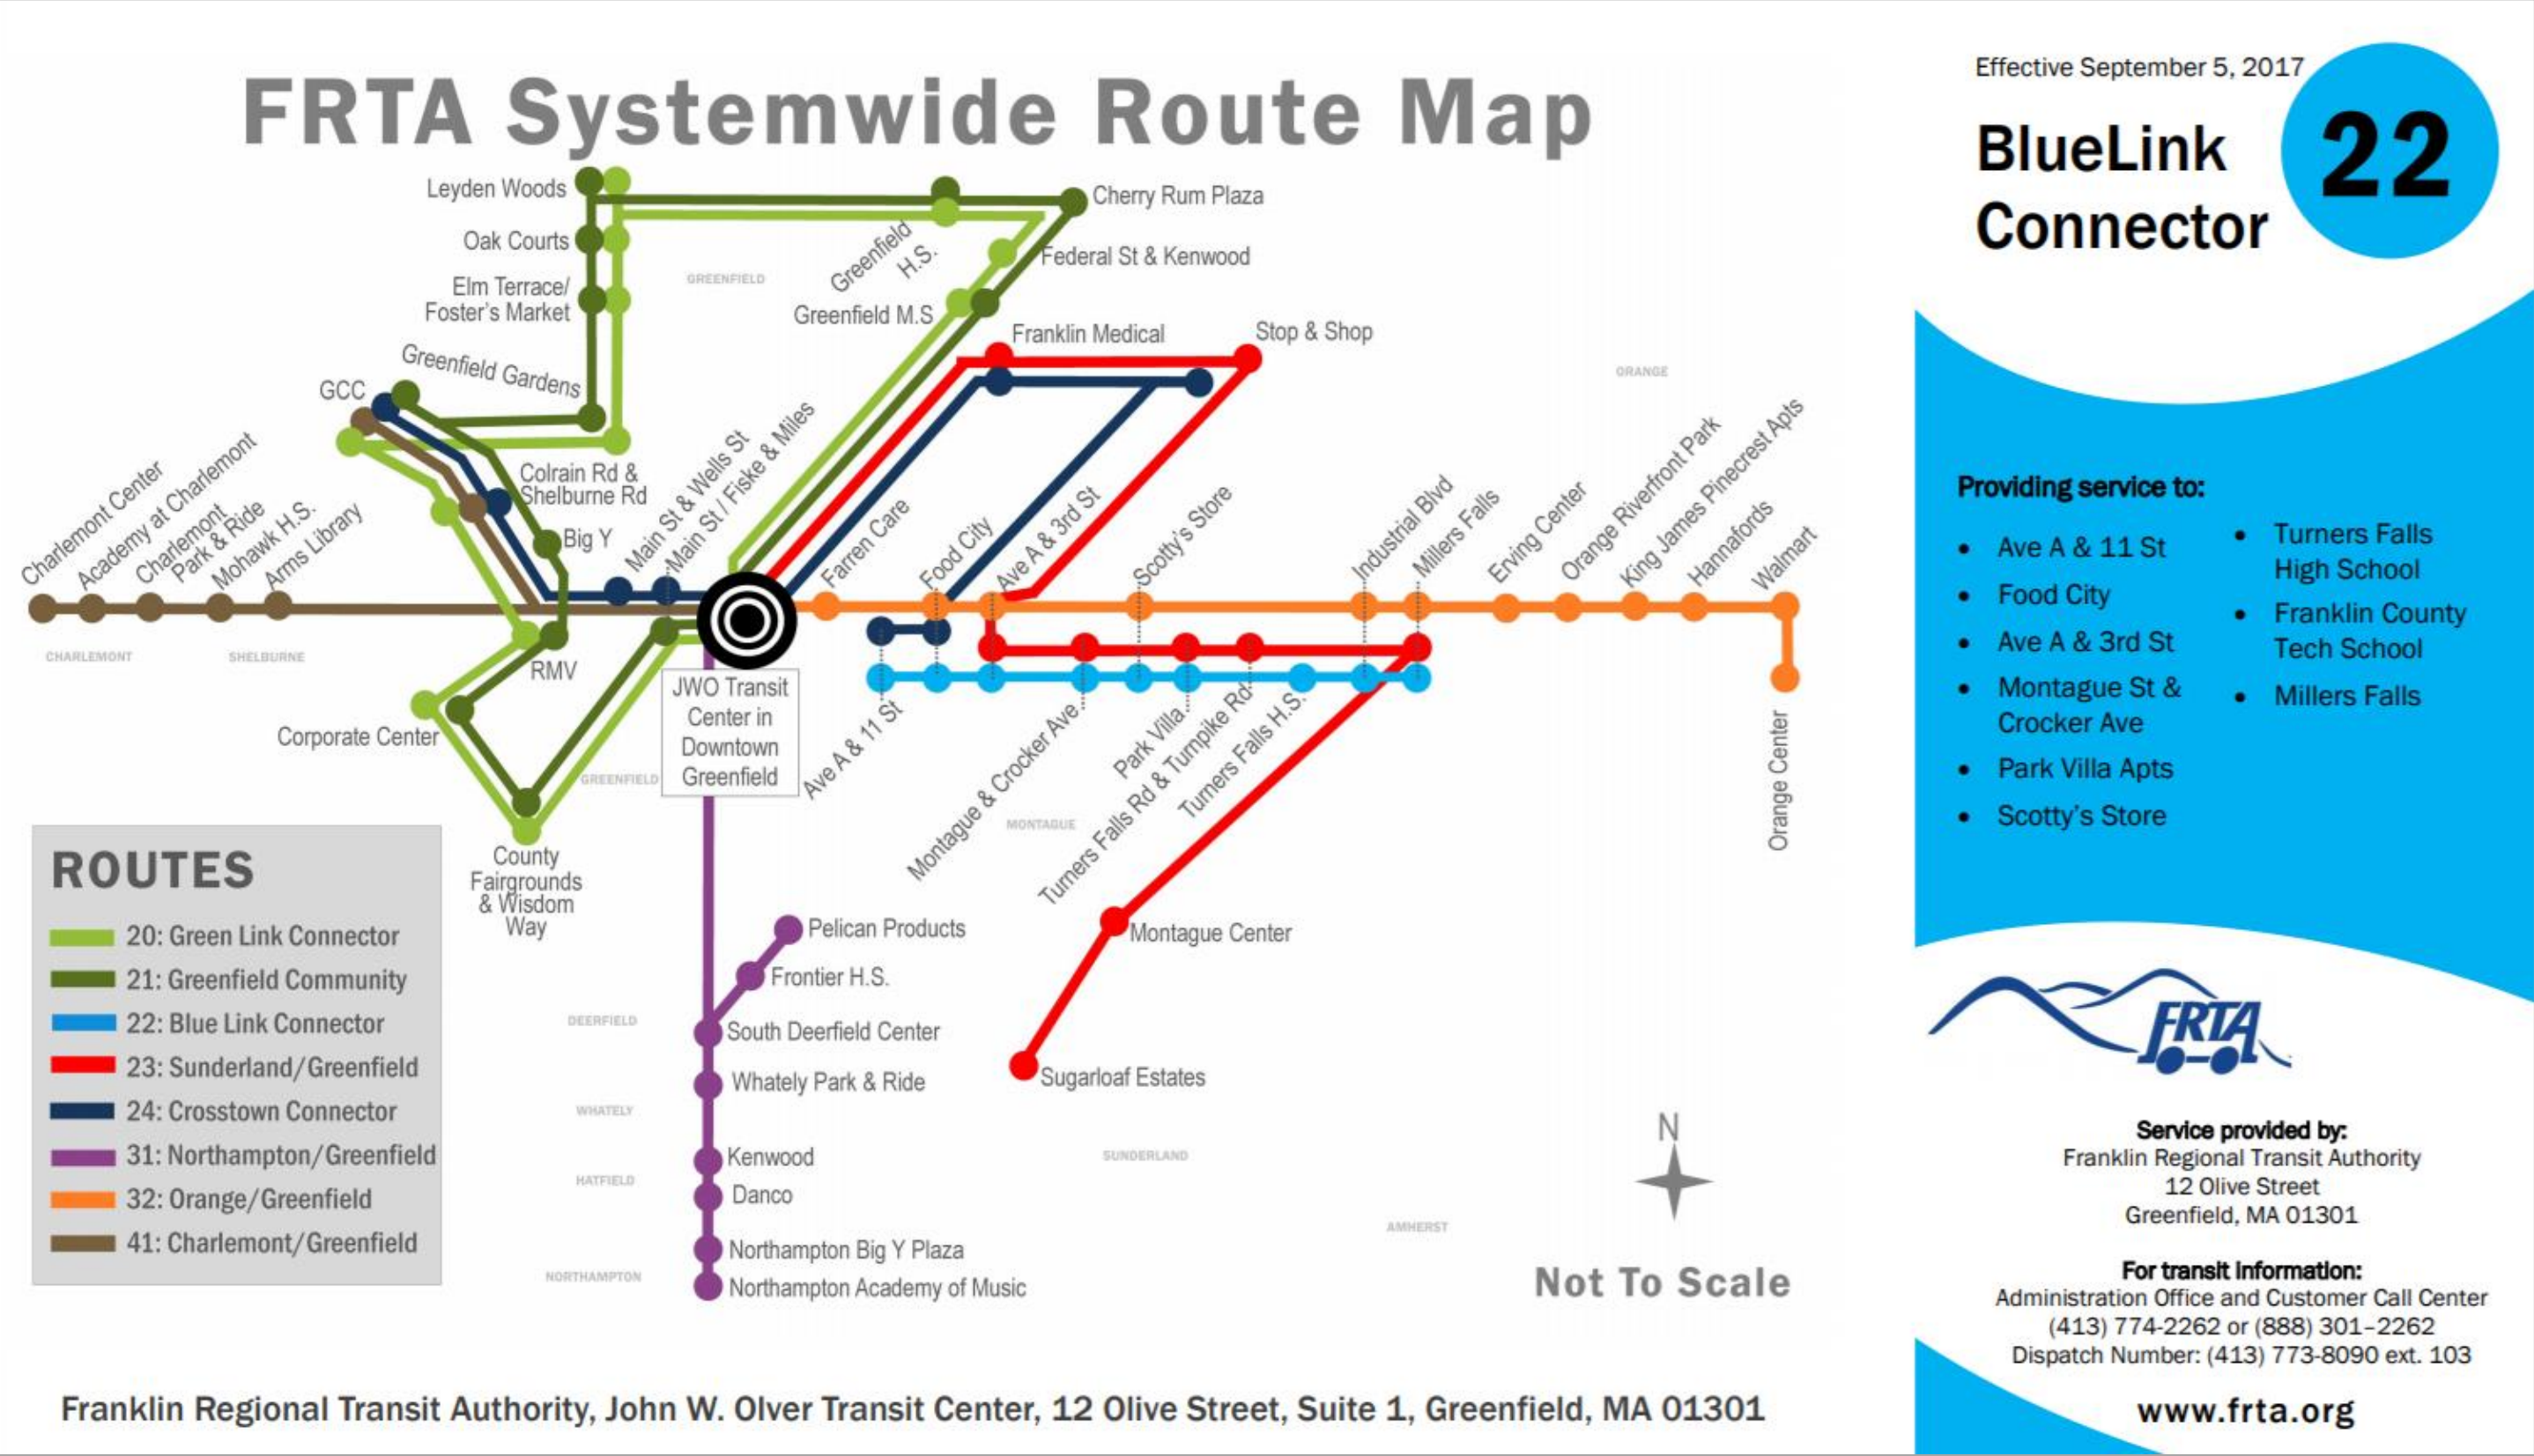 FRTA Systemwide Route Map
Leyden Woods
Oak Courts
Elm Terrace/
Foster's Market
Greenfield Gardens
GCC
GREENFIELD
Greenfield
H.S.
Cherry Rum Plaza
Federal St & Kenwood
Greenfield M.S
Franklin Medical
Stop & Shop
ORANGE
Colrain Rd &
Shelburne Rd
Big Y
Main St & Wells St
Main St / Fiske & Miles
Charlemont Center
Academy at Charlemont
Charlemont
Park & Ride
Mohawk H.S.
Arms Library
Farren Care
Food City
Ave A & 3rd St
Scotty's Store
Industrial Blvd
Millers Falls
Erving Center
Orange Riverfront Park
King James Pinecrest Apts
Hannafords
Walmart
Orange Center
CHARLEMONT
SHELBURNE
RMV
Corporate Center
GREENFIELD
JWO Transit
Center in
Downtown
Greenfield
Ave A & 11 St
Montague & Crocker Ave
Park Villa
Turners Falls Rd & Turnpike Rd
Turners Falls H.S.
MONTAGUE
County
Fairgrounds
& Wisdom
Way
Pelican Products
Frontier H.S.
DEERFIELD
South Deerfield Center
Whately Park & Ride
WHATELY
Kenwood
HATFIELD
Danco
Northampton Big Y Plaza
NORTHAMPTON
Northampton Academy of Music
Montague Center
Sugarloaf Estates
SUNDERLAND
AMHERST
N
Not To Scale
ROUTES
20: Green Link Connector
21: Greenfield Community
22: Blue Link Connector
23: Sunderland/Greenfield
24: Crosstown Connector
31: Northampton/Greenfield
32: Orange/Greenfield
41: Charlemont/Greenfield
Franklin Regional Transit Authority, John W. Olver Transit Center, 12 Olive Street, Suite 1, Greenfield, MA 01301
Effective September 5, 2017
BlueLink
Connector
22
Providing service to:
• Ave A & 11 St
• Food City
• Ave A & 3rd St
• Montague St &
Crocker Ave
• Park Villa Apts
• Scotty's Store
• Turners Falls
High School
• Franklin County
Tech School
• Millers Falls
FRTA
Service provided by:
Franklin Regional Transit Authority
12 Olive Street
Greenfield, MA 01301
For transit information:
Administration Office and Customer Call Center
(413) 774-2262 or (888) 301-2262
Dispatch Number: (413) 773-8090 ext. 103
www.frta.org